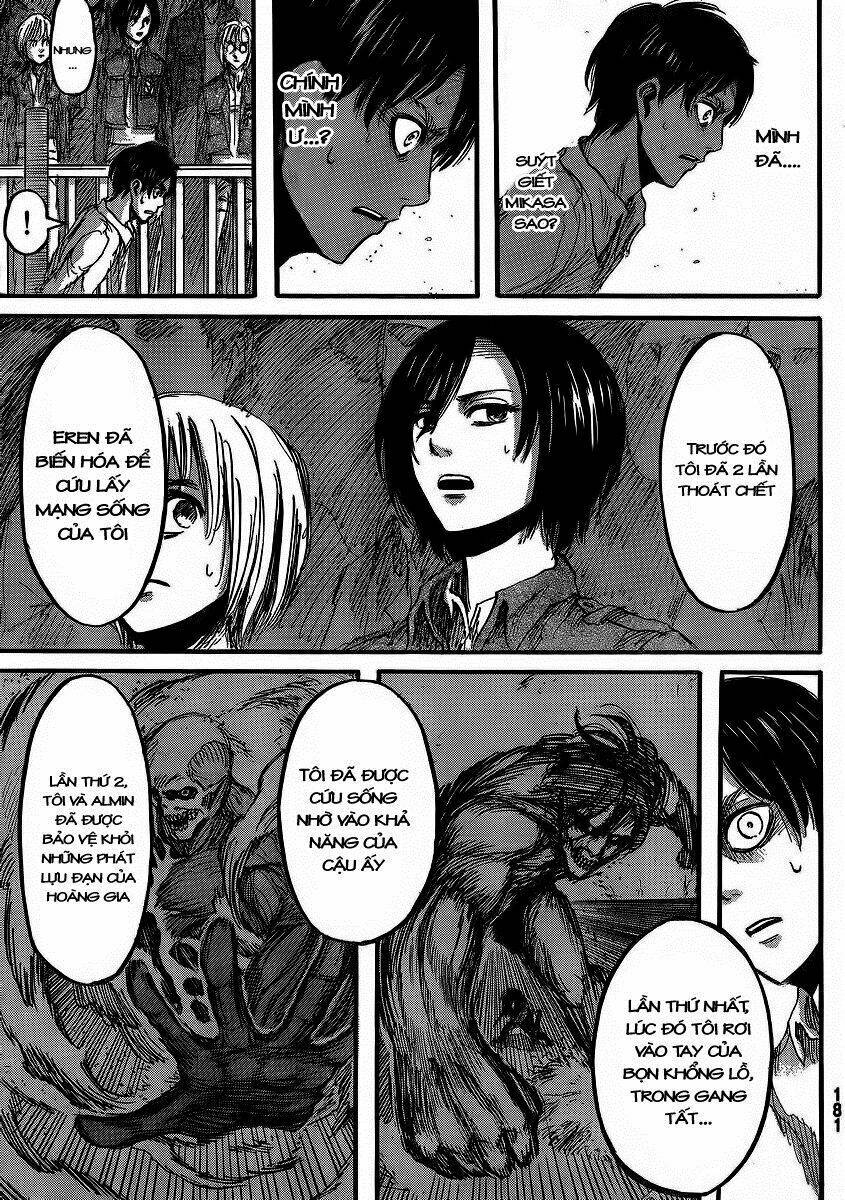 MÌNH
ĐÃ....
SUÝT
GIẾT
MIKASA
SAO?
CHÍNH
MÌNH
Ư...?
NHƯNG
...
!
TRƯỚC ĐÓ
TÔI ĐÃ 2 LẦN
THOÁT CHẾT
EREN ĐÃ
BIẾN HÓA ĐỂ
CỨU LẤY
MẠNG SỐNG
CỦA TÔI
LẦN THỨ NHẤT,
LÚC ĐÓ TÔI RƠI
VÀO TAY CỦA
BỌN KHỔNG LỒ,
TRONG GANG
TẤT...
TÔI ĐÃ ĐƯỢC
CỨU SỐNG
NHỜ VÀO KHẢ
NĂNG CỦA
CẬU ẤY
LẦN THỨ 2,
TÔI VÀ ALMIN
ĐÃ ĐƯỢC
BẢO VỆ KHỎI
NHỮNG PHÁT
LỰU ĐẠN CỦA
HOÀNG GIA
181